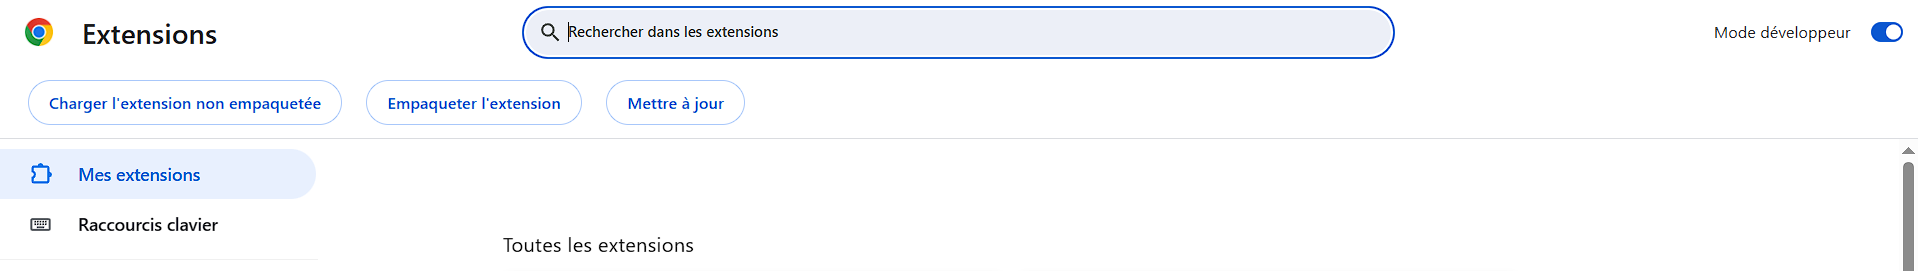 Extensions
Rechercher dans les extensions
Mode développeur
Charger l'extension non empaquetée
Empaqueter l'extension
Mettre à jour
Mes extensions
Raccourcis clavier
Toutes les extensions